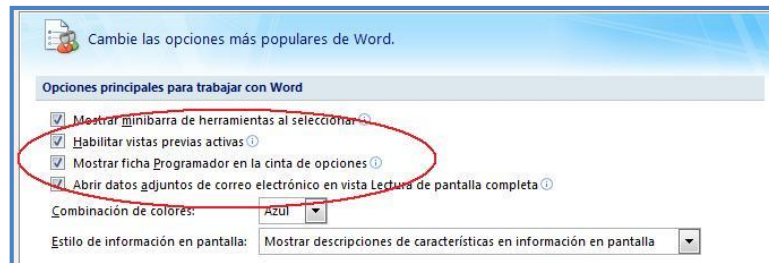 Cambie las opciones más populares de Word.
Opciones principales para trabajar con Word
Mostrar minibarra de herramientas al seleccionar
Habilitar vistas previas activas
Mostrar ficha Programador en la cinta de opciones
Abrir datos adjuntos de correo electrónico en vista Lectura de pantalla completa
Combinación de colores: Azul
Estilo de información en pantalla: Mostrar descripciones de características en información en pantalla